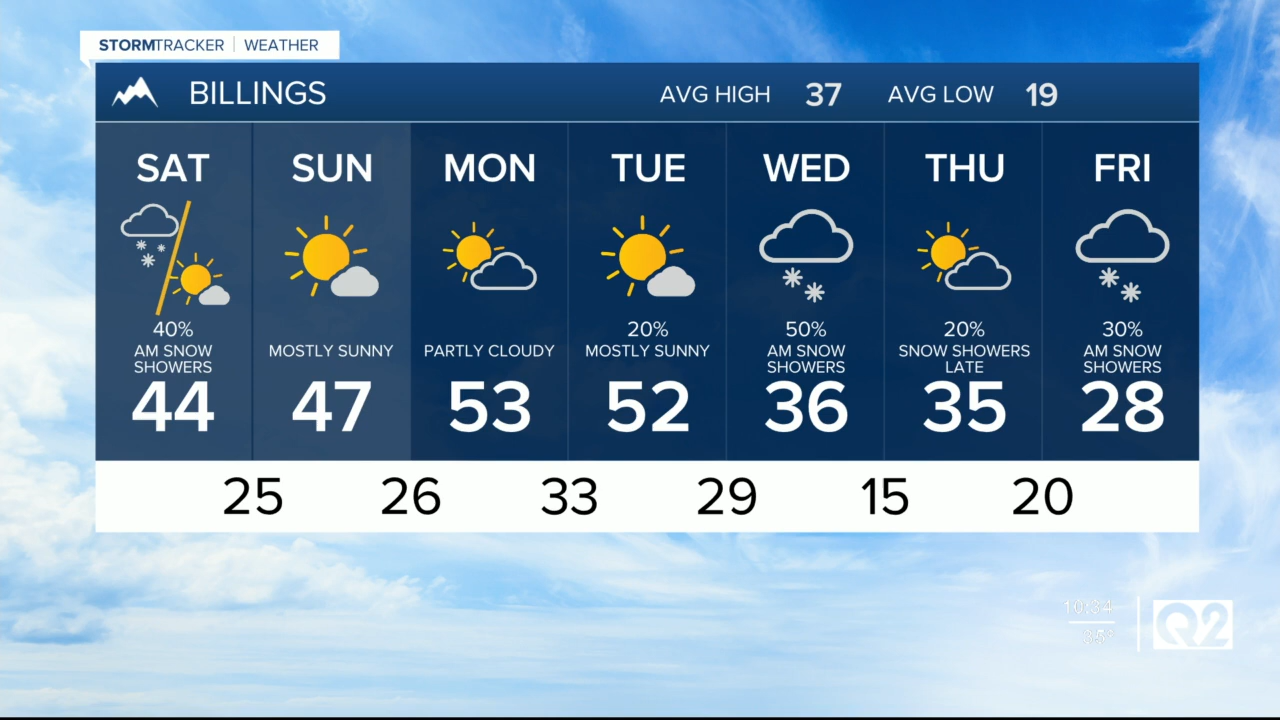 STORMTRACKER | WEATHER
BILLINGS AVG HIGH 37 AVG LOW 19
SAT SUN MON TUE WED THU FRI
40% 20% 50% 20% 30%
AM SNOW MOSTLY SUNNY PARTLY CLOUDY MOSTLY SUNNY AM SNOW SNOW SHOWERS AM SNOW
SHOWERS SHOWERS LATE SHOWERS
44 47 53 52 36 35 28
25 26 33 29 15 20
10:34
35°
Q2